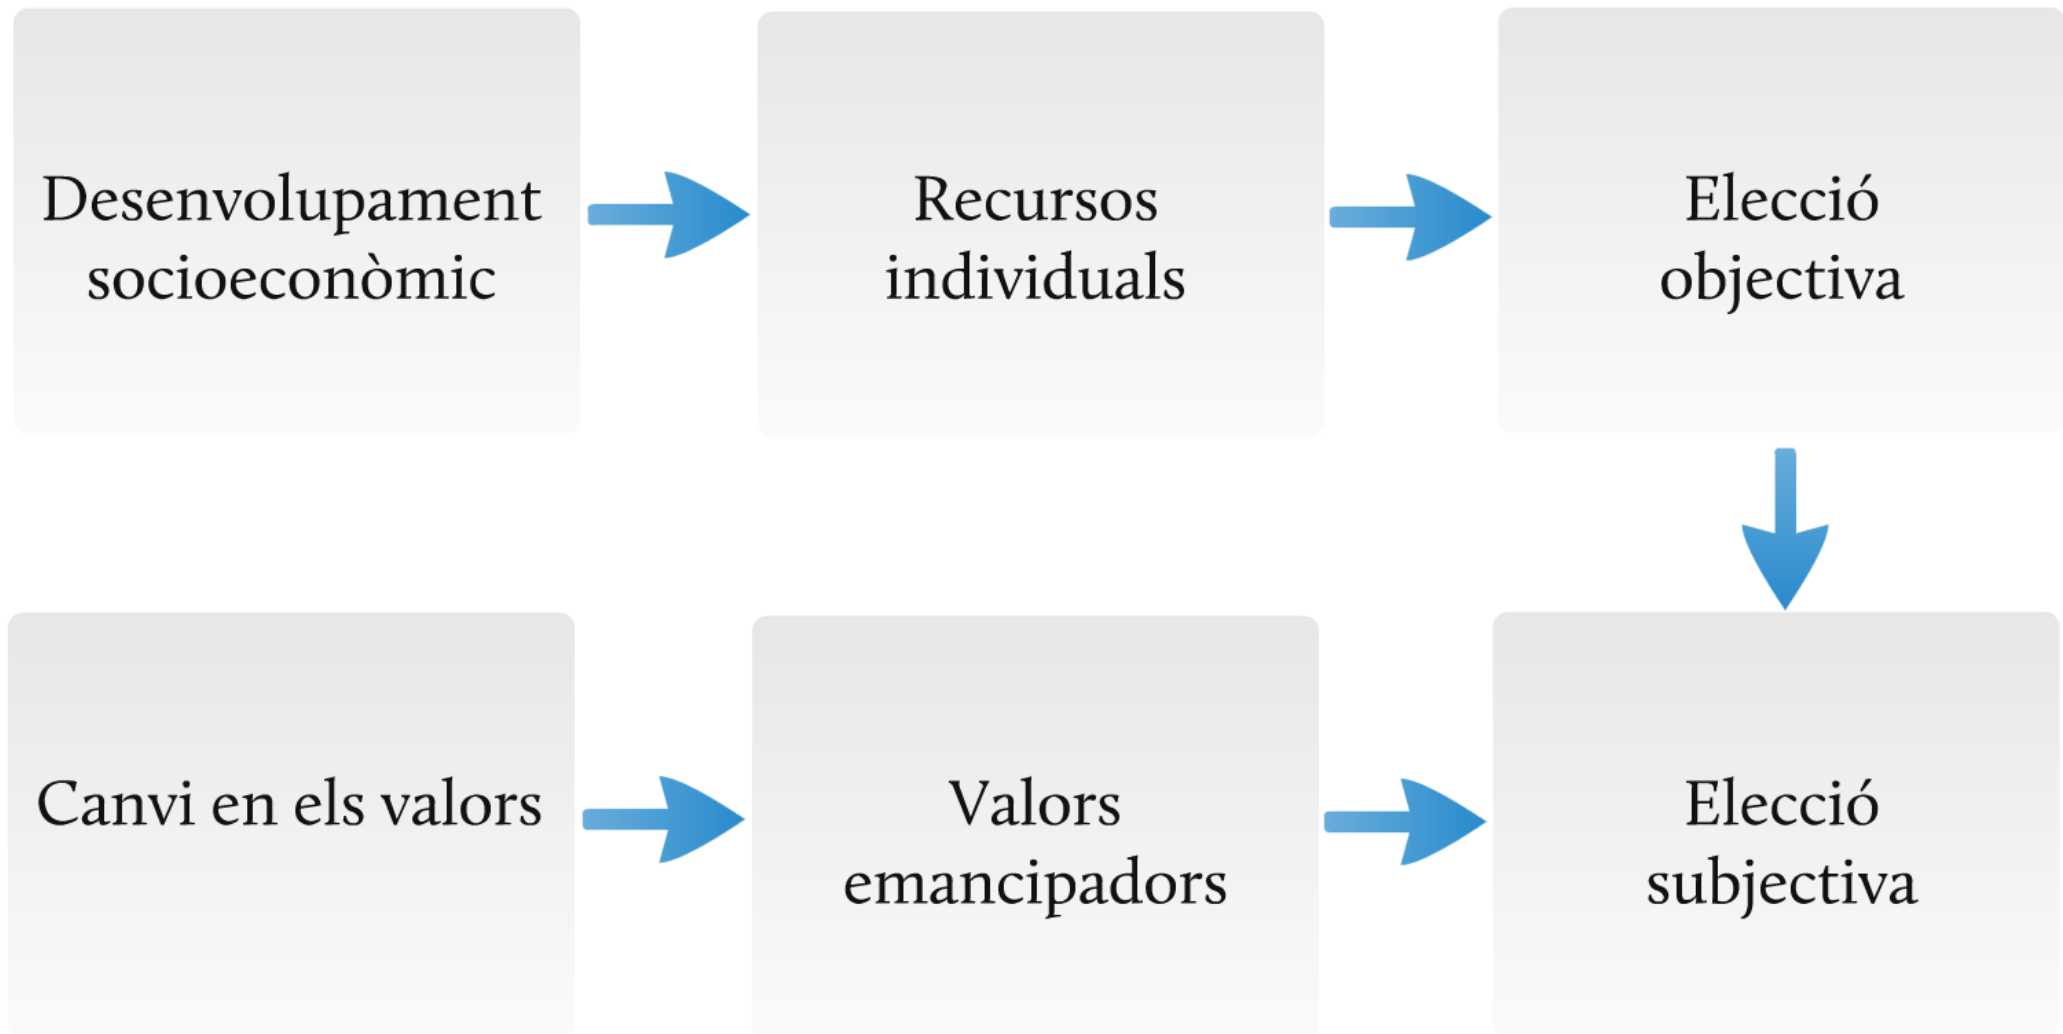 Desenvolupament
socioeconòmic
Recursos
individuals
Elecció
objectiva
Canvi en els valors
Valors
emancipadors
Elecció
subjectiva